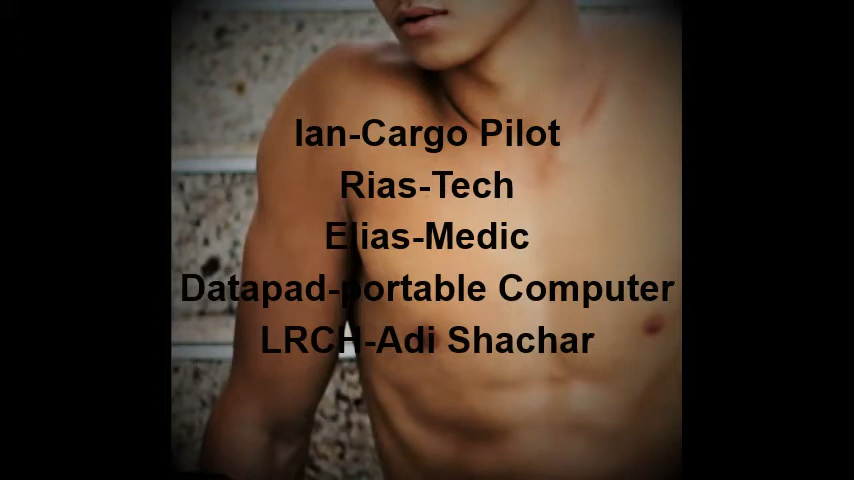 Ian-Cargo Pilot
Rias-Tech
Elias-Medic
Datapad-portable Computer
LRCH-Adi Shachar